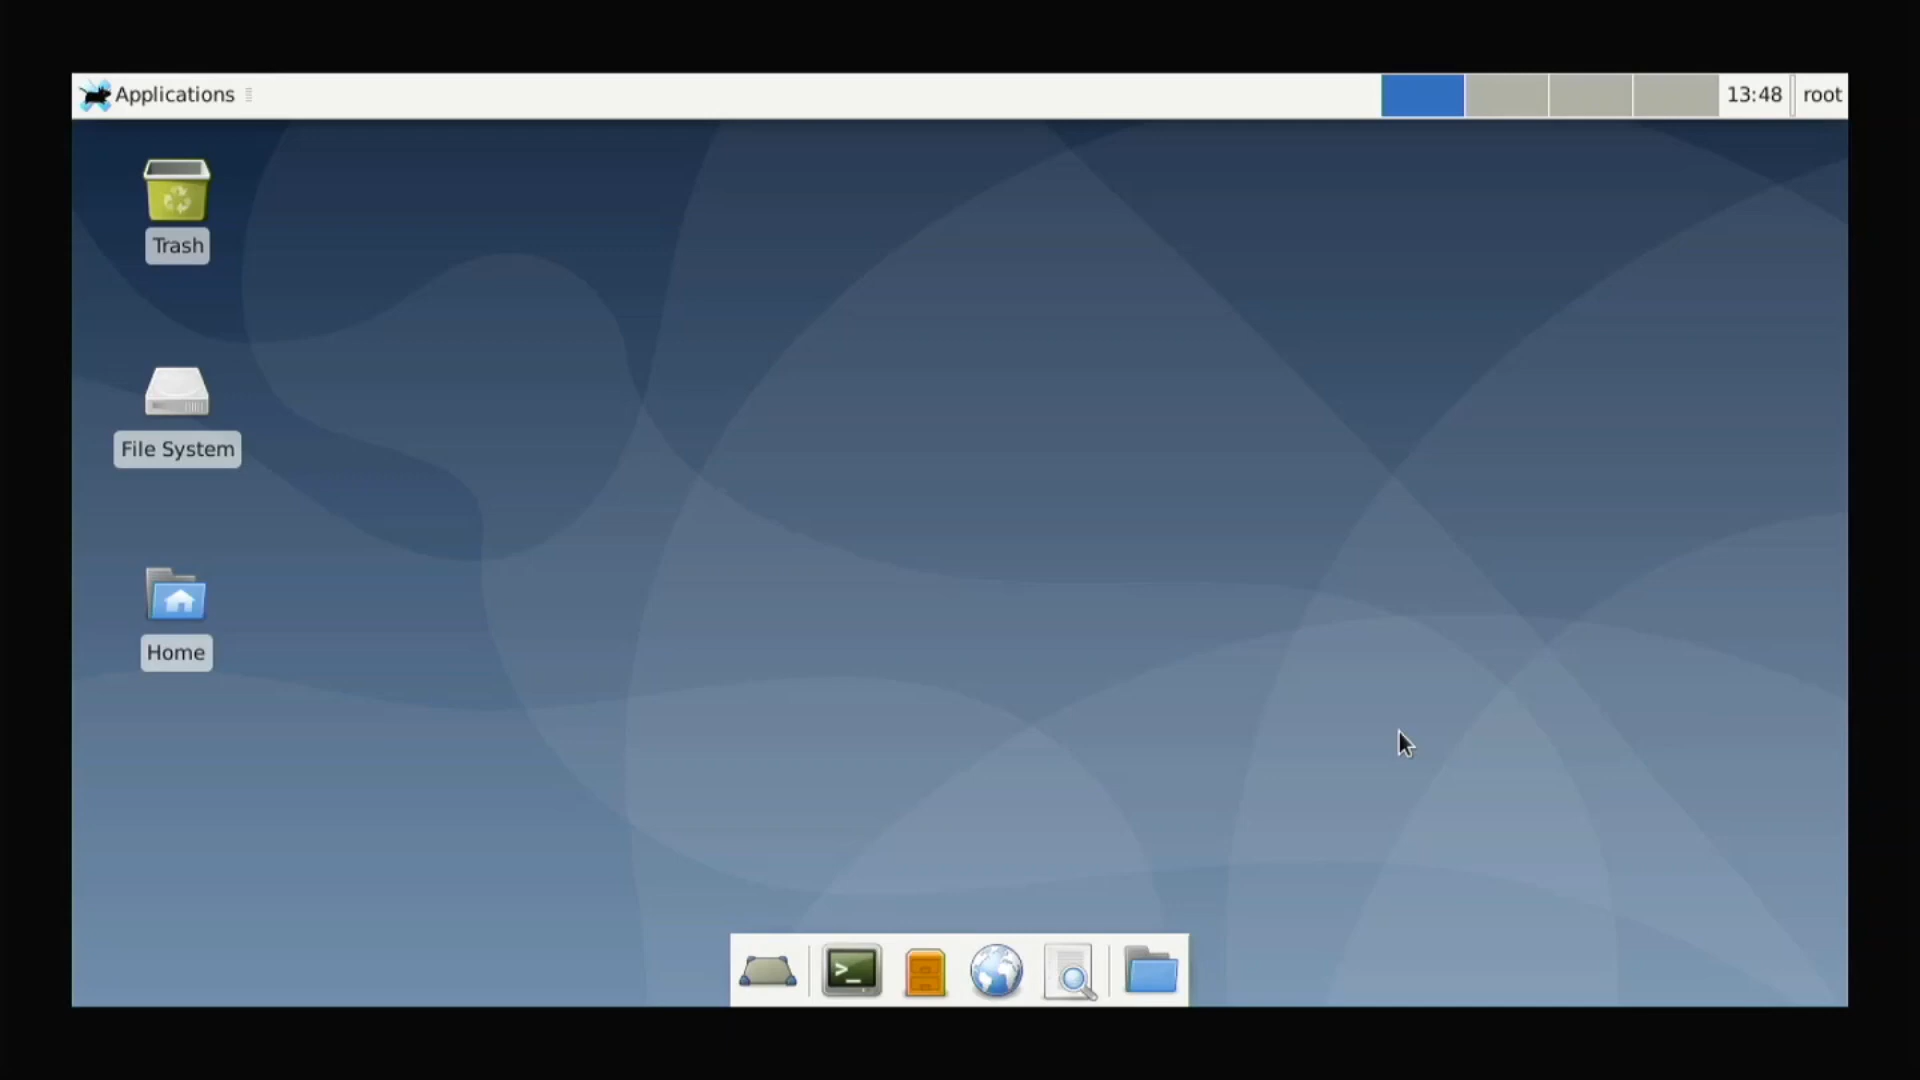 Applications
13:48
root
Trash
File System
Home
>_